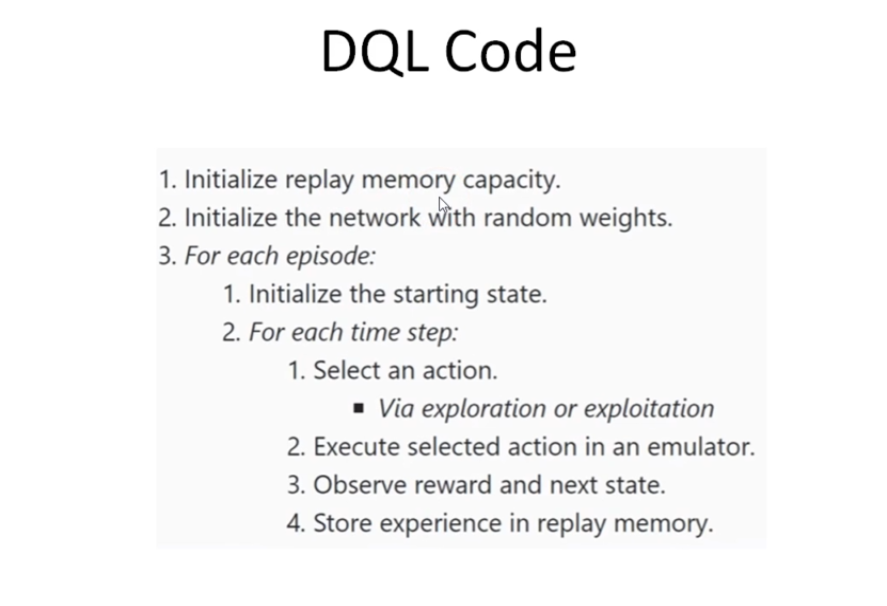 DQL Code
1. Initialize replay memory capacity.
2. Initialize the network with random weights.
3. For each episode:
1. Initialize the starting state.
2. For each time step:
1. Select an action.
▪ Via exploration or exploitation
2. Execute selected action in an emulator.
3. Observe reward and next state.
4. Store experience in replay memory.